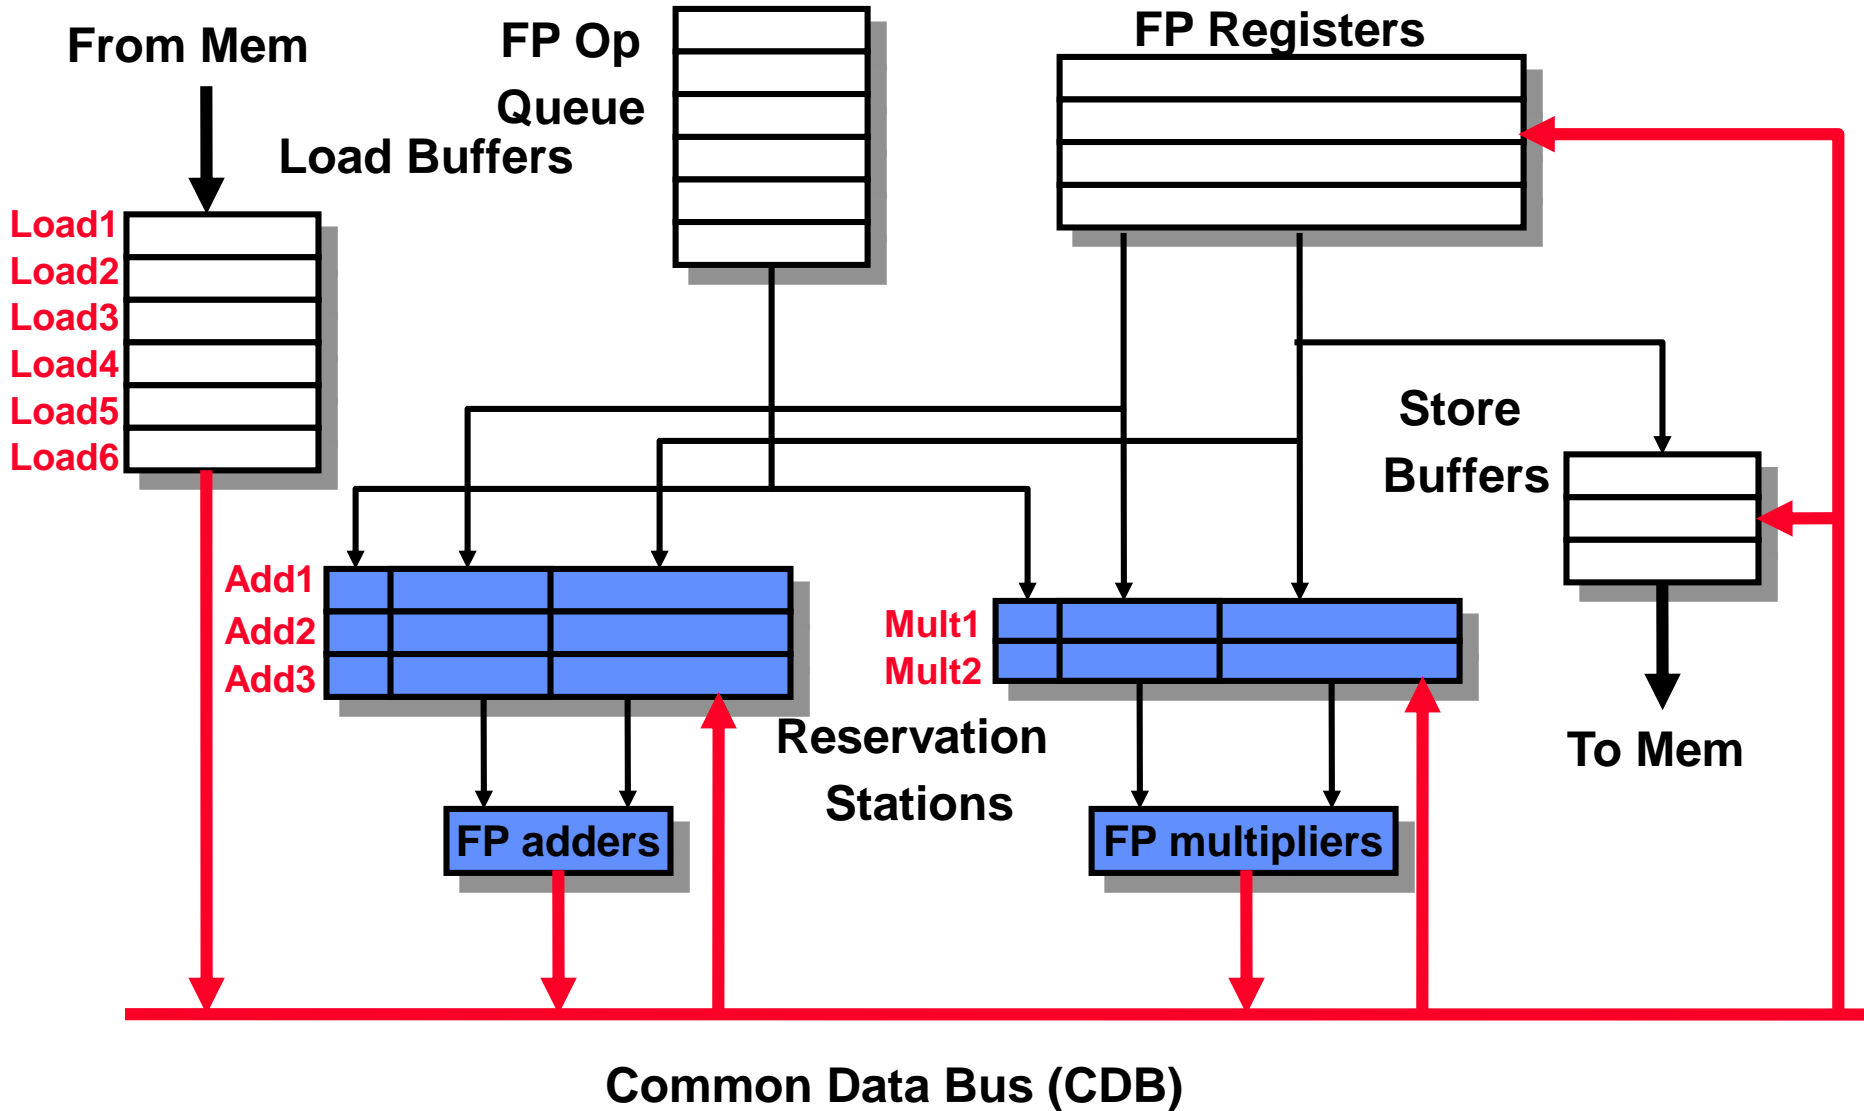 From Mem
FP Op
Queue
FP Registers
Load Buffers
Load1
Load2
Load3
Load4
Load5
Load6
Store
Buffers
Add1
Add2
Add3
Mult1
Mult2
Reservation
Stations
To Mem
FP adders
FP multipliers
Common Data Bus (CDB)